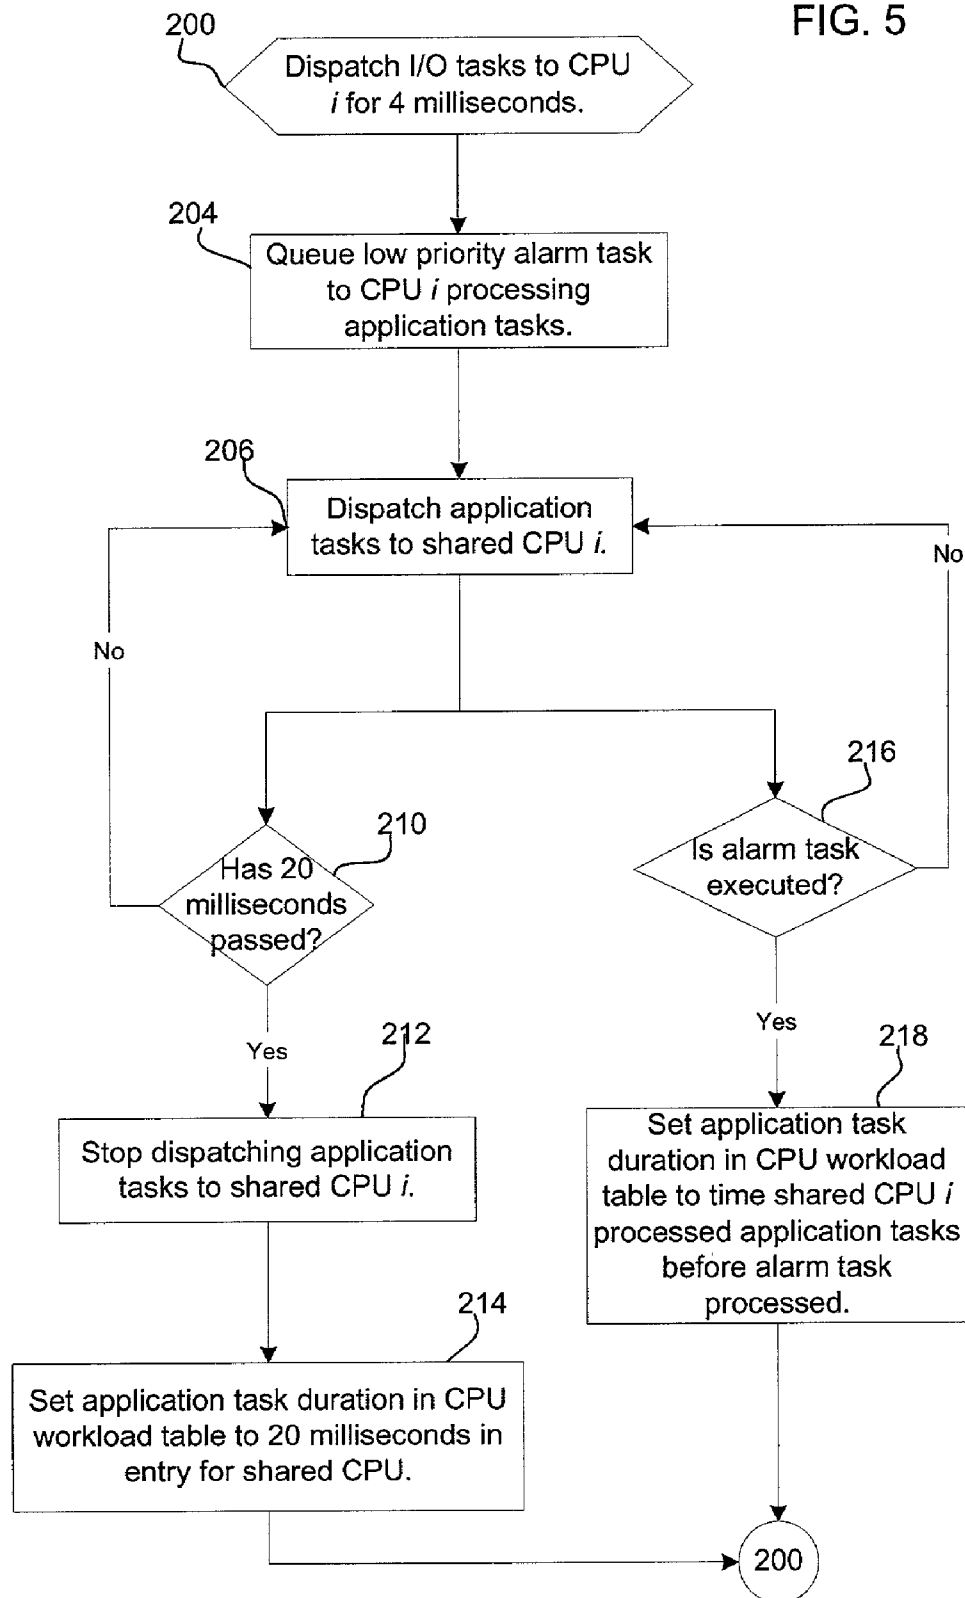 FIG. 5
200
Dispatch I/O tasks to CPU
i for 4 milliseconds.
204
Queue low priority alarm task
to CPU i processing
application tasks.
206
Dispatch application
tasks to shared CPU i.
No
No
216
Is alarm task
executed?
210
Has 20
milliseconds
passed?
Yes
Yes
212
Stop dispatching application
tasks to shared CPU i.
218
Set application task
duration in CPU workload
table to time shared CPU i
processed application tasks
before alarm task
processed.
214
Set application task duration in CPU
workload table to 20 milliseconds in
entry for shared CPU.
200